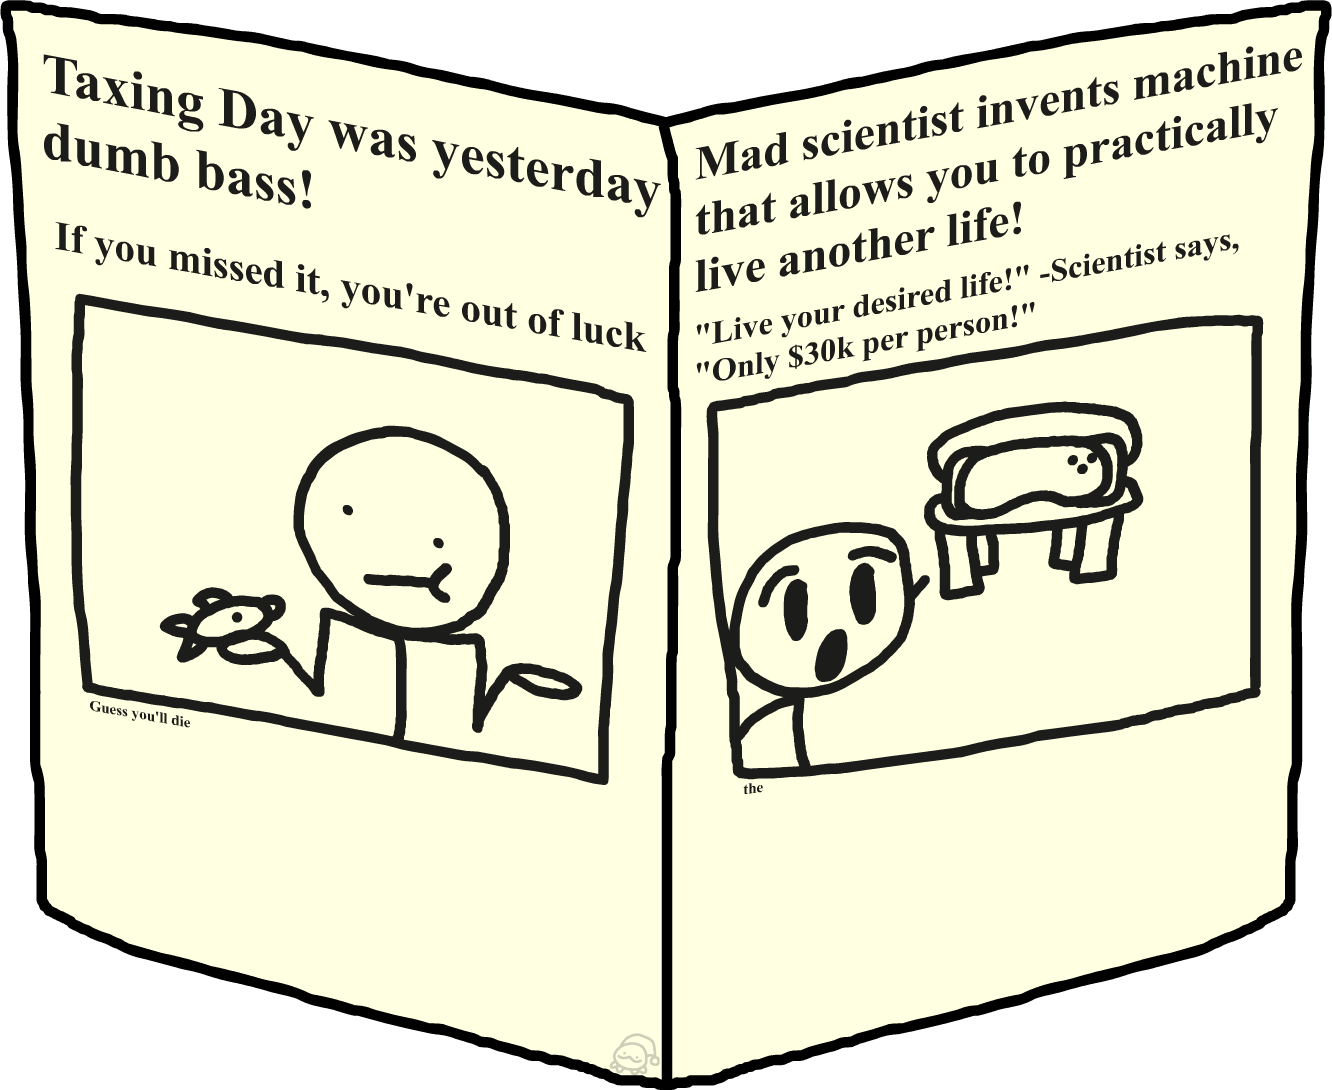 Taxing Day was yesterday
dumb bass!
If you missed it, you're out of luck
Guess you'll die
Mad scientist invents machine
that allows you to practically
live another life!
"Live your desired life!" -Scientist says,
"Only $30k per person!"
the